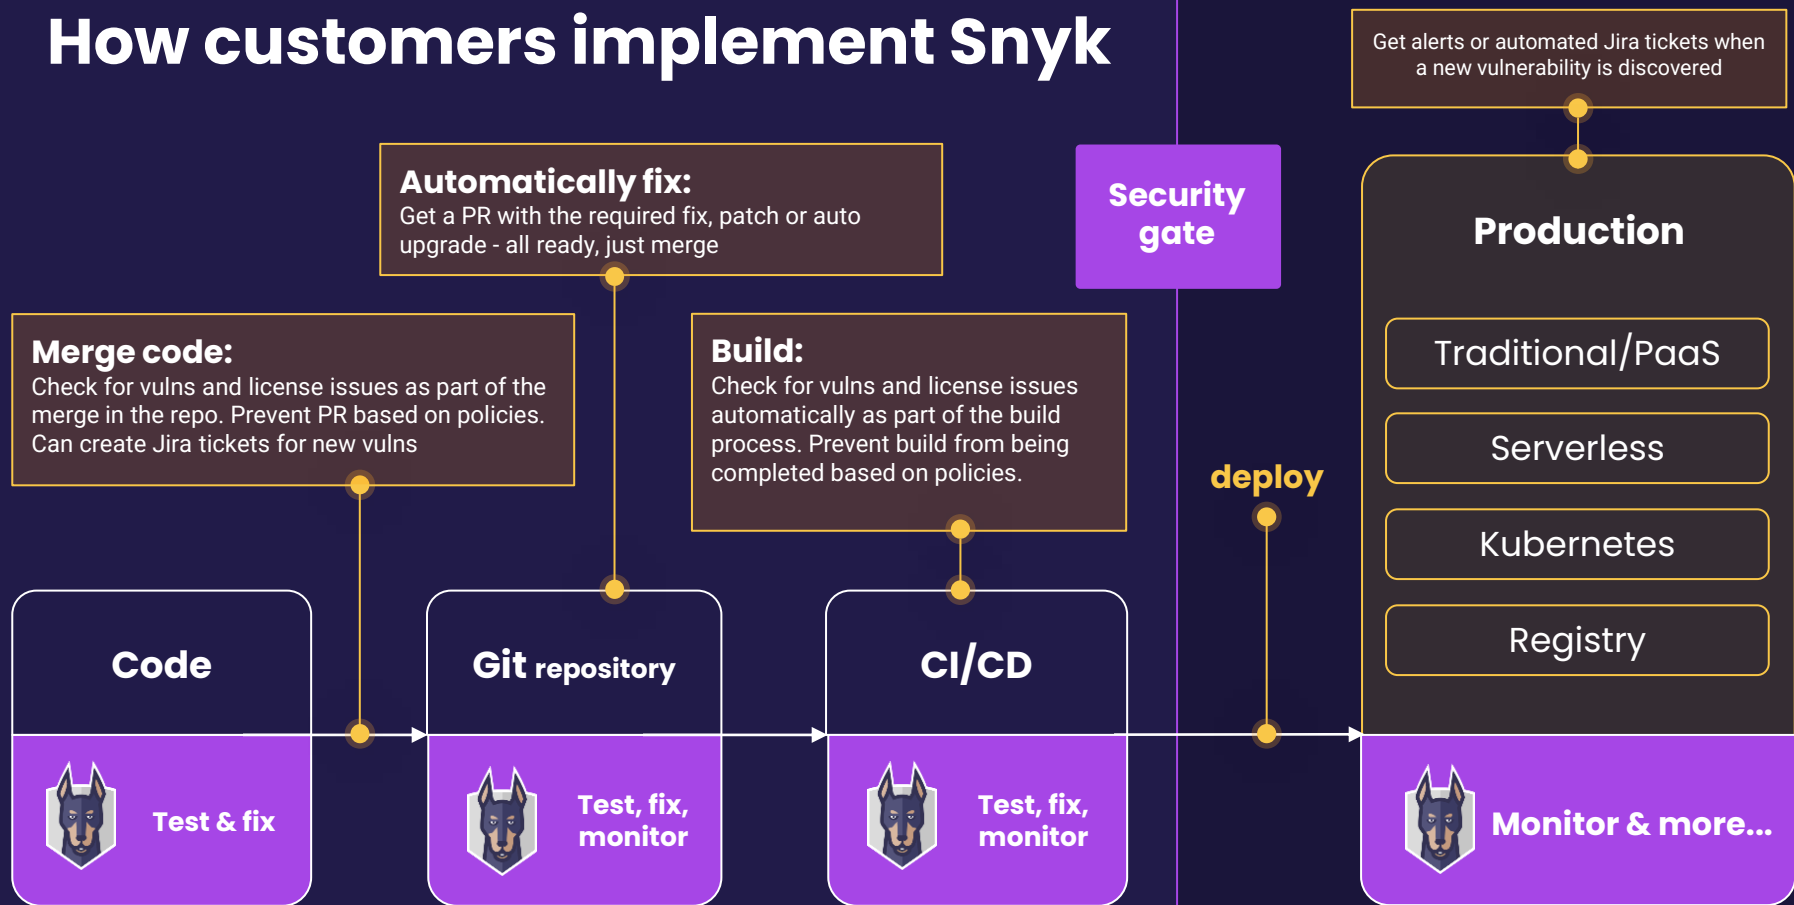 How customers implement Snyk
Get alerts or automated Jira tickets when
a new vulnerability is discovered
Automatically fix:
Get a PR with the required fix, patch or auto
upgrade - all ready, just merge
Security
gate
Production
Merge code:
Check for vulns and license issues as part of the
merge in the repo. Prevent PR based on policies.
Can create Jira tickets for new vulns
Build:
Check for vulns and license issues
automatically as part of the build
process. Prevent build from being
completed based on policies.
deploy
Traditional/PaaS
Serverless
Kubernetes
Registry
Code
Git repository
CI/CD
Test & fix
Test, fix,
monitor
Test, fix,
monitor
Monitor & more...